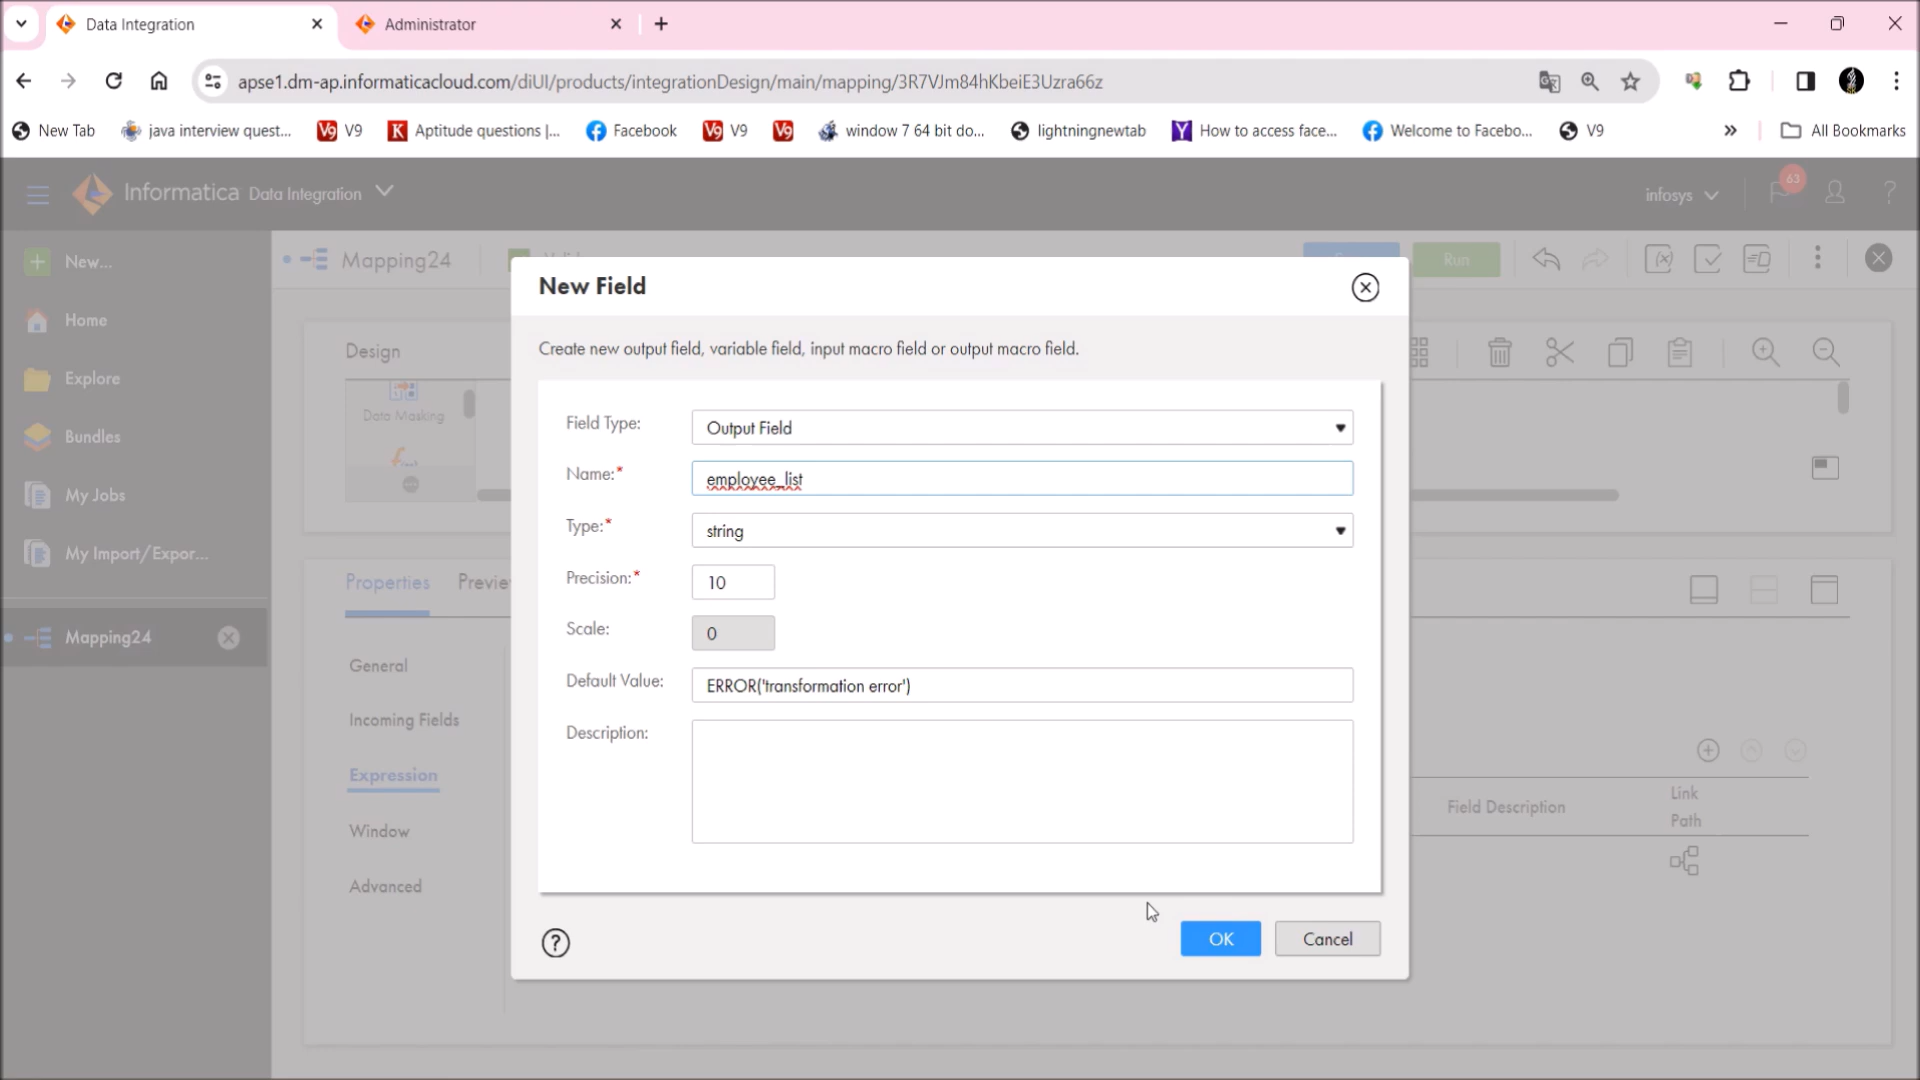 Data Integration
Administrator
apse1.dm-ap.informaticacloud.com/diUI/products/integrationDesign/main/mapping/3R7VJm84hKbeiE3Uzra66z
New Tab
java interview quest...
V9
Aptitude questions |...
Facebook
V9
window 7 64 bit do...
lightningnewtab
How to access face...
Welcome to Facebo...
V9
»
All Bookmarks
Informatica Data Integration
infosys
63
?
New...
Home
Explore
Bundles
My Jobs
My Import/Expor...
Mapping24
Mapping24
Run
Design
Data Masking
Properties
General
Incoming Fields
Expression
Window
Advanced
Field Description
Link
Path
New Field
Create new output field, variable field, input macro field or output macro field.
Field Type:
Output Field
Name:*
employee_list
Type:*
string
Precision:*
10
Scale:
0
Default Value:
ERROR('transformation error')
Description:
?
OK
Cancel